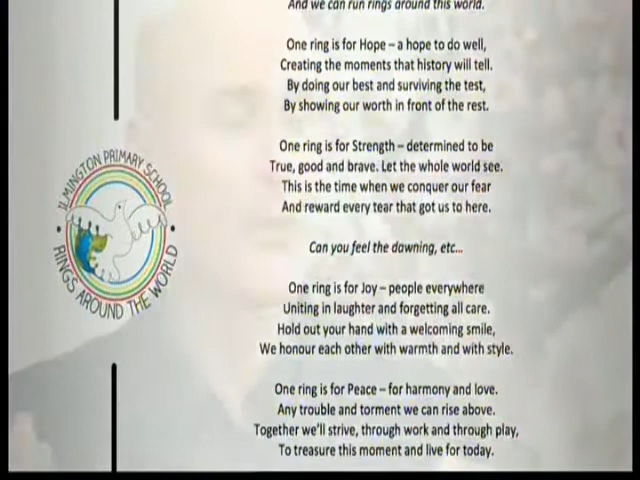 And we can run rings around this world.
One ring is for Hope – a hope to do well,
Creating the moments that history will tell.
By doing our best and surviving the test,
By showing our worth in front of the rest.
One ring is for Strength – determined to be
True, good and brave. Let the whole world see.
This is the time when we conquer our fear
And reward every tear that got us to here.
Can you feel the dawning, etc...
One ring is for Joy – people everywhere
Uniting in laughter and forgetting all care.
Hold out your hand with a welcoming smile,
We honour each other with warmth and with style.
One ring is for Peace – for harmony and love.
Any trouble and torment we can rise above.
Together we'll strive, through work and through play,
To treasure this moment and live for today.
ILMINGTON PRIMARY SCHOOL
RINGS AROUND THE WORLD